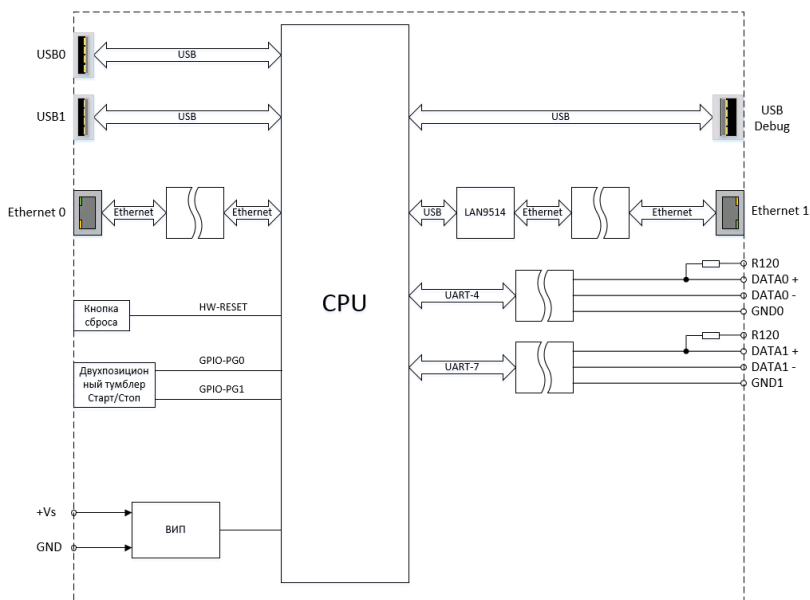 USB0
USB
USB1
USB
USB
USB
Debug
Ethernet 0
Ethernet
Ethernet
USB
LAN9514
Ethernet
Ethernet
Ethernet 1
CPU
R120
DATA0 +
UART-4
DATA0 -
GND0
Кнопка
сброса
HW-RESET
R120
DATA1 +
UART-7
DATA1 -
GND1
Двухпозицион
ный тумблер
Старт/Стоп
GPIO-PG0
GPIO-PG1
+Vs
ВИП
GND